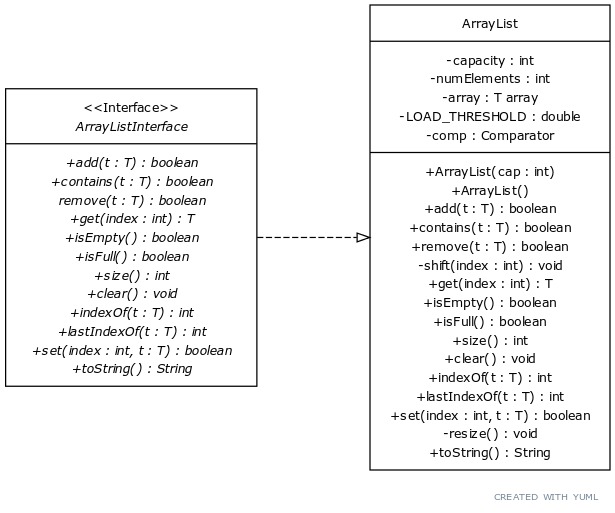 <<Interface>>
ArrayListInterface
+add(t : T) : boolean
+contains(t : T) : boolean
remove(t : T) : boolean
+get(index : int) : T
+isEmpty() : boolean
+isFull() : boolean
+size() : int
+clear() : void
+indexOf(t : T) : int
+lastIndexOf(t : T) : int
+set(index : int, t : T) : boolean
+toString() : String
ArrayList
-capacity : int
-numElements : int
-array : T array
-LOAD_THRESHOLD : double
-comp : Comparator
+ArrayList(cap : int)
+ArrayList()
+add(t : T) : boolean
+contains(t : T) : boolean
+remove(t : T) : boolean
-shift(index : int) : void
+get(index : int) : T
+isEmpty() : boolean
+isFull() : boolean
+size() : int
+clear() : void
+indexOf(t : T) : int
+lastIndexOf(t : T) : int
+set(index : int, t : T) : boolean
-resize() : void
+toString() : String
CREATED WITH YUML